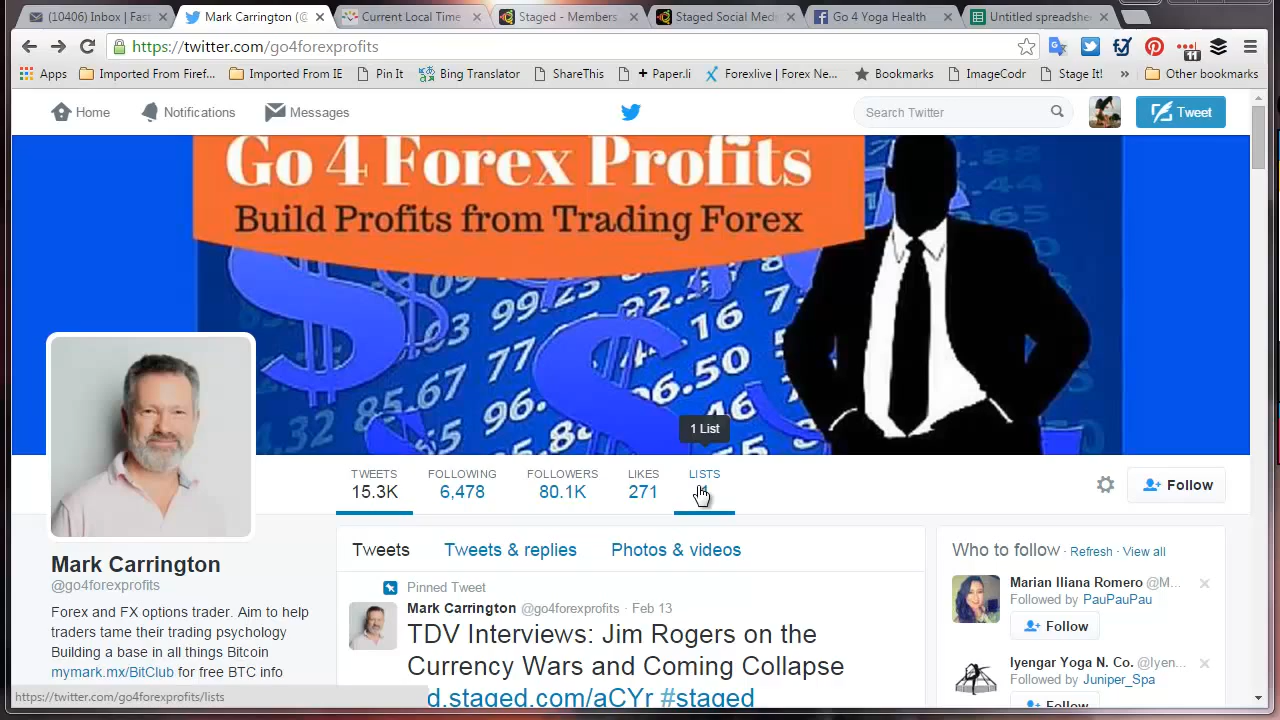 (10406) Inbox | Fast
Mark Carrington (@
Current Local Time
Staged - Members
Staged Social Medi
Go 4 Yoga Health
Untitled spreadshe
https://twitter.com/go4forexprofits
11
Apps
Imported From Firef...
Imported From IE
Pin It
Bing Translator
ShareThis
+ Paper.li
Forexlive | Forex Ne...
Bookmarks
ImageCodr
Stage It!
»
Other bookmarks
Home
Notifications
Messages
Search Twitter
Tweet
Go 4 Forex Profits
Build Profits from Trading Forex
1 List
TWEETS
15.3K
FOLLOWING
6,478
FOLLOWERS
80.1K
LIKES
271
LISTS
Follow
Mark Carrington
@go4forexprofits
Forex and FX options trader. Aim to help
traders tame their trading psychology
Building a base in all things Bitcoin
mymark.mx/BitClub for free BTC info
https://twitter.com/go4forexprofits/lists
Tweets
Tweets & replies
Photos & videos
Pinned Tweet
Mark Carrington @go4forexprofits · Feb 13
TDV Interviews: Jim Rogers on the
Currency Wars and Coming Collapse
d.staged.com/aCYr #staged
Who to follow · Refresh · View all
Marian Iliana Romero @M...
Followed by PauPauPau
Follow
Iyengar Yoga N. Co. @Iyen...
Followed by Juniper_Spa
Follow